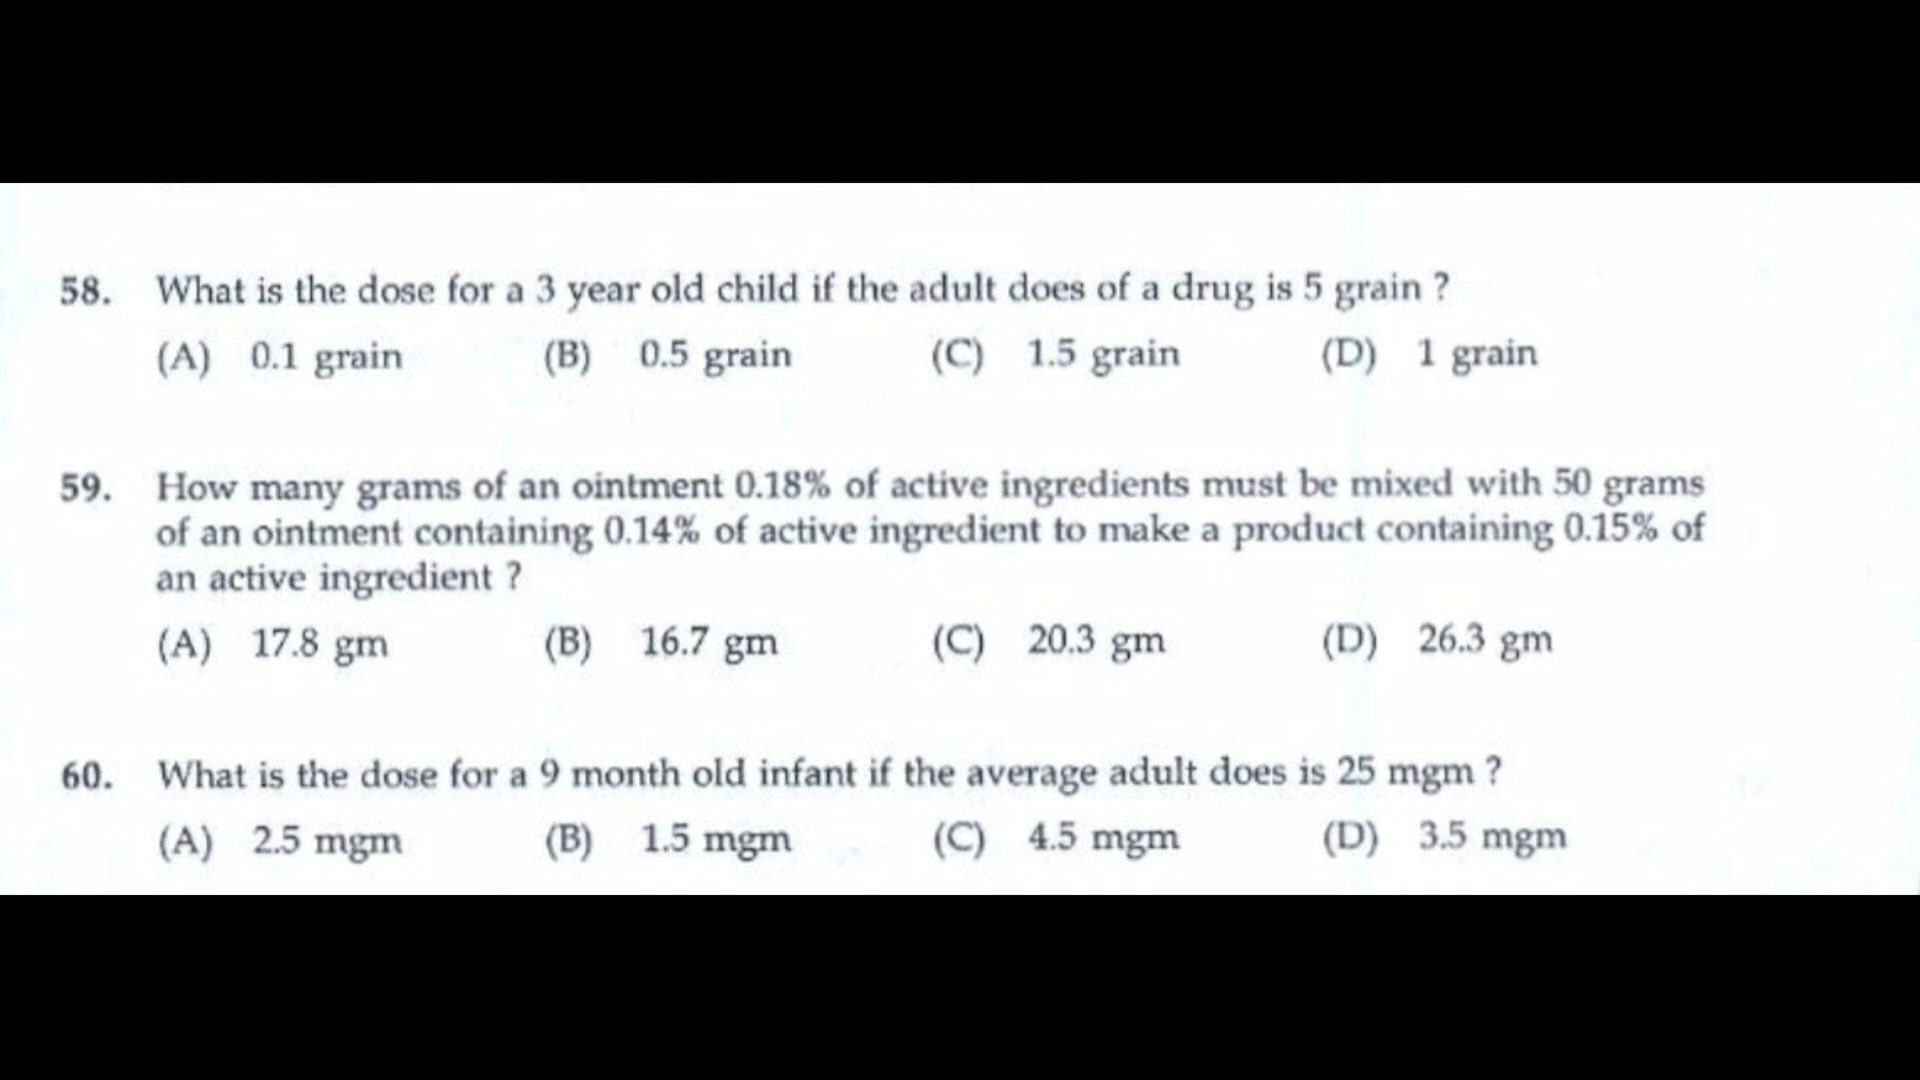 58. What is the dose for a 3 year old child if the adult does of a drug is 5 grain ?
(A) 0.1 grain (B) 0.5 grain (C) 1.5 grain (D) 1 grain
59. How many grams of an ointment 0.18% of active ingredients must be mixed with 50 grams
of an ointment containing 0.14% of active ingredient to make a product containing 0.15% of
an active ingredient ?
(A) 17.8 gm (B) 16.7 gm (C) 20.3 gm (D) 26.3 gm
60. What is the dose for a 9 month old infant if the average adult does is 25 mgm ?
(A) 2.5 mgm (B) 1.5 mgm (C) 4.5 mgm (D) 3.5 mgm